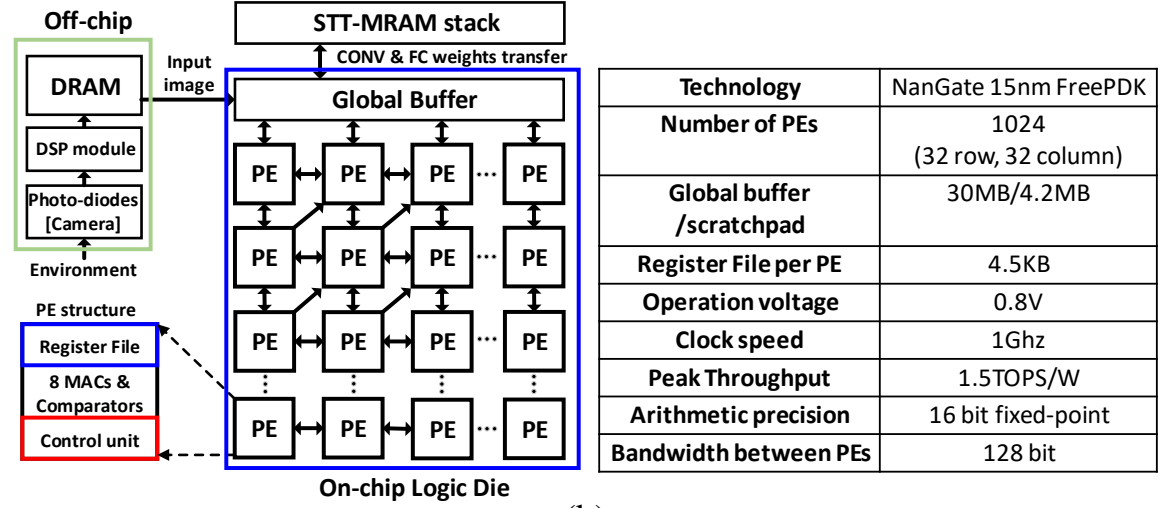 Off-chip
DRAM
DSP module
Photo-diodes
[Camera]
Environment
Input
image
STT-MRAM stack
CONV & FC weights transfer
Global Buffer
PE PE PE ... PE
PE PE PE ... PE
PE PE PE ... PE
PE PE PE ... PE
On-chip Logic Die
PE structure
Register File
8 MACs &
Comparators
Control unit
Technology NanGate 15nm FreePDK
Number of PEs 1024
(32 row, 32 column)
Global buffer 30MB/4.2MB
/scratchpad
Register File per PE 4.5KB
Operation voltage 0.8V
Clock speed 1Ghz
Peak Throughput 1.5TOPS/W
Arithmetic precision 16 bit fixed-point
Bandwidth between PEs 128 bit